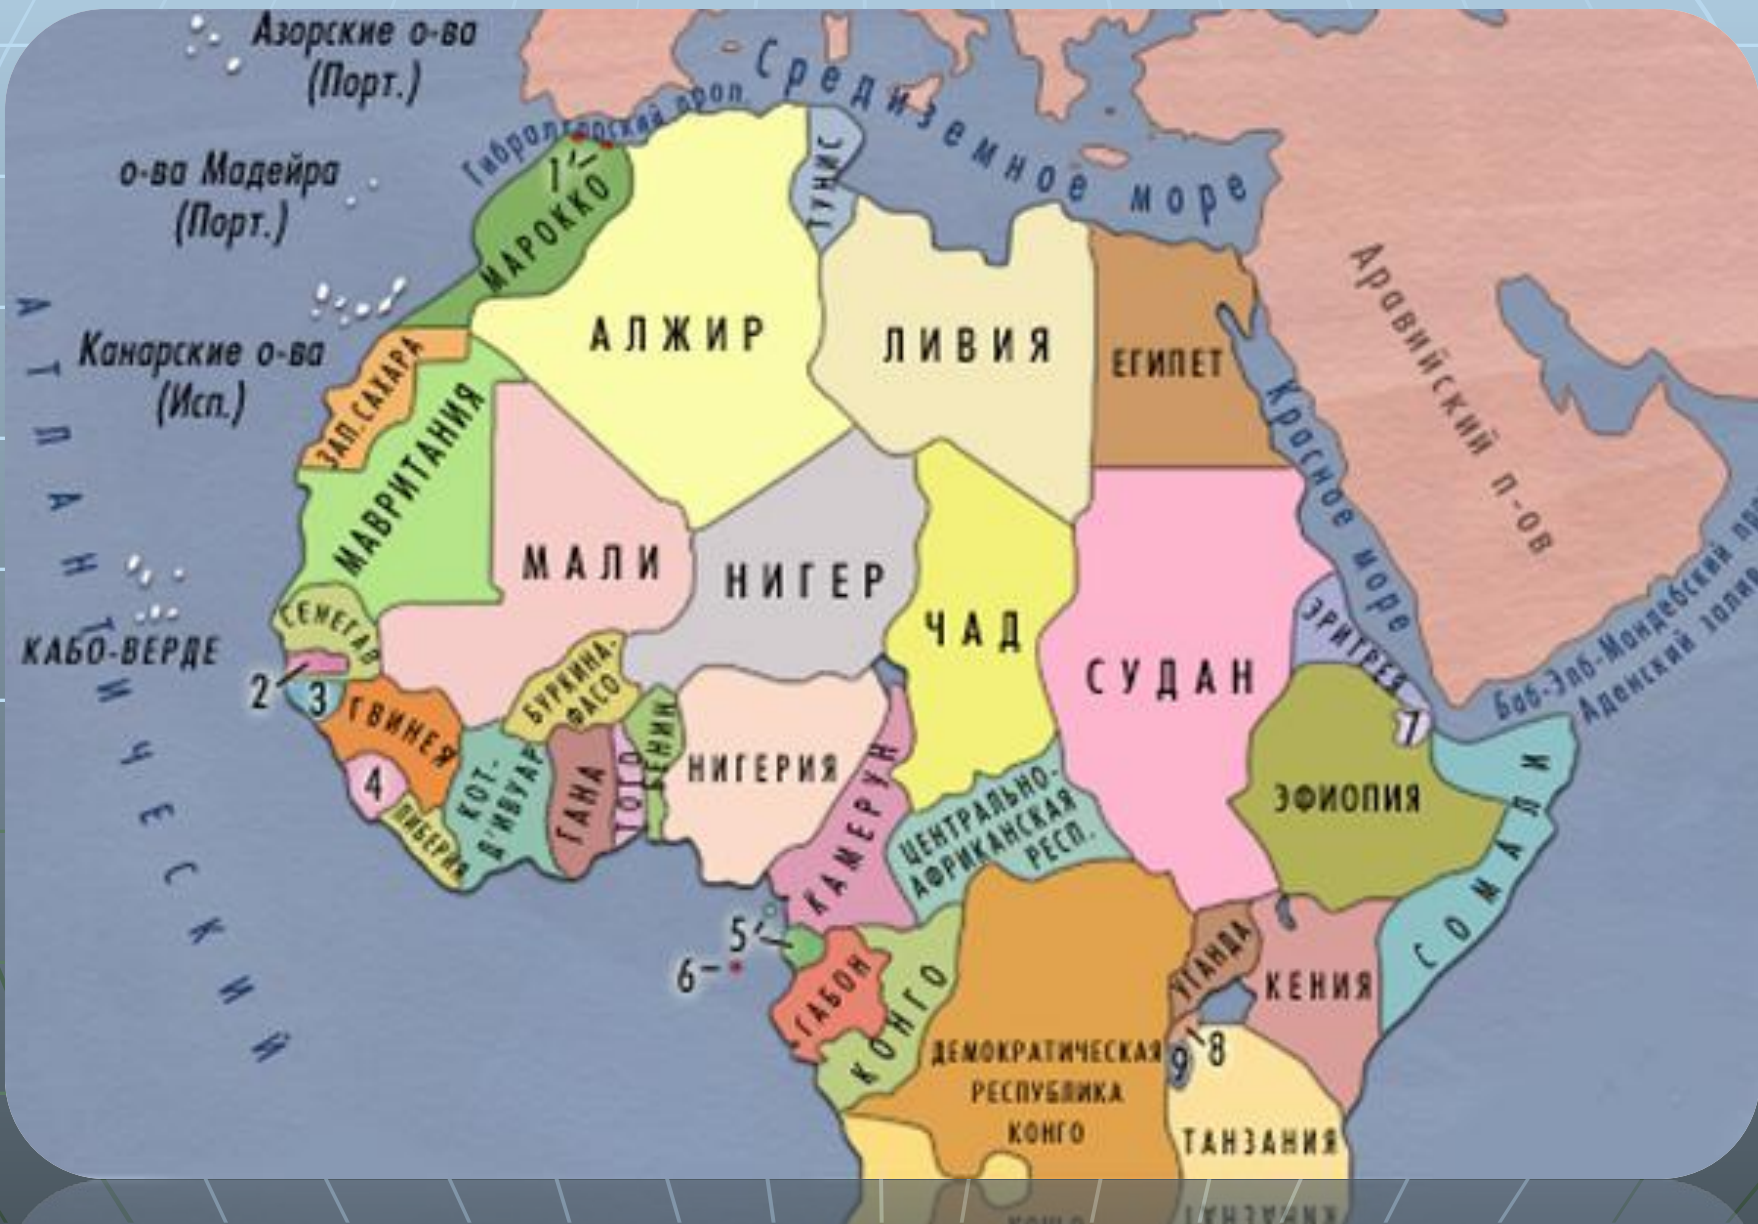 Азорские о-ва
(Порт.)
Средиземное море
Гибралтарский прол.
о-ва Мадейра
(Порт.)
1
МАРОККО
ТУНИС
АТЛАНТИЧЕСКИЙ
Канарские о-ва
(Исп.)
АЛЖИР
ЛИВИЯ
ЕГИПЕТ
Аравийский п-ов
Красное море
ЗАП. САХАРА
МАВРИТАНИЯ
МАЛИ
НИГЕР
ЧАД
СУДАН
ЭРИТРЕЯ
Баб-Эль-Мандебский
Аденский залив
КАБО-ВЕРДЕ
СЕНЕГАЛ
2
3
ГВИНЕЯ
БУРКИНА-
ФАСО
БЕНИН
НИГЕРИЯ
7
4
ЛИБЕРИЯ
КОТ-
Д'ИВУАР
ГАНА
ТОГО
КАМЕРУН
ЦЕНТРАЛЬНО-
АФРИКАНСКАЯ
РЕСП.
ЭФИОПИЯ
СОМАЛИ
5
6
ГАБОН
КОНГО
УГАНДА
КЕНИЯ
ДЕМОКРАТИЧЕСКАЯ
РЕСПУБЛИКА
КОНГО
9
8
ТАНЗАНИЯ